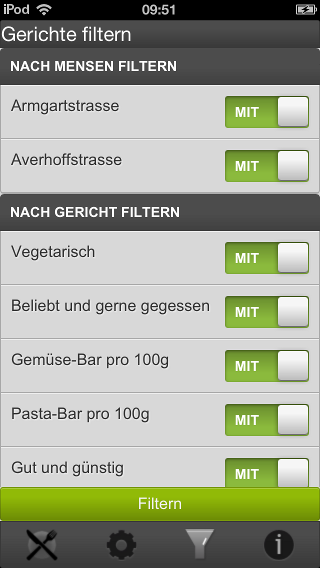 iPod 09:51
Gerichte filtern
NACH MENSEN FILTERN
Armgartstrasse MIT
Averhoffstrasse MIT
NACH GERICHT FILTERN
Vegetarisch MIT
Beliebt und gerne gegessen MIT
Gemüse-Bar pro 100g MIT
Pasta-Bar pro 100g MIT
Gut und günstig MIT
Filtern